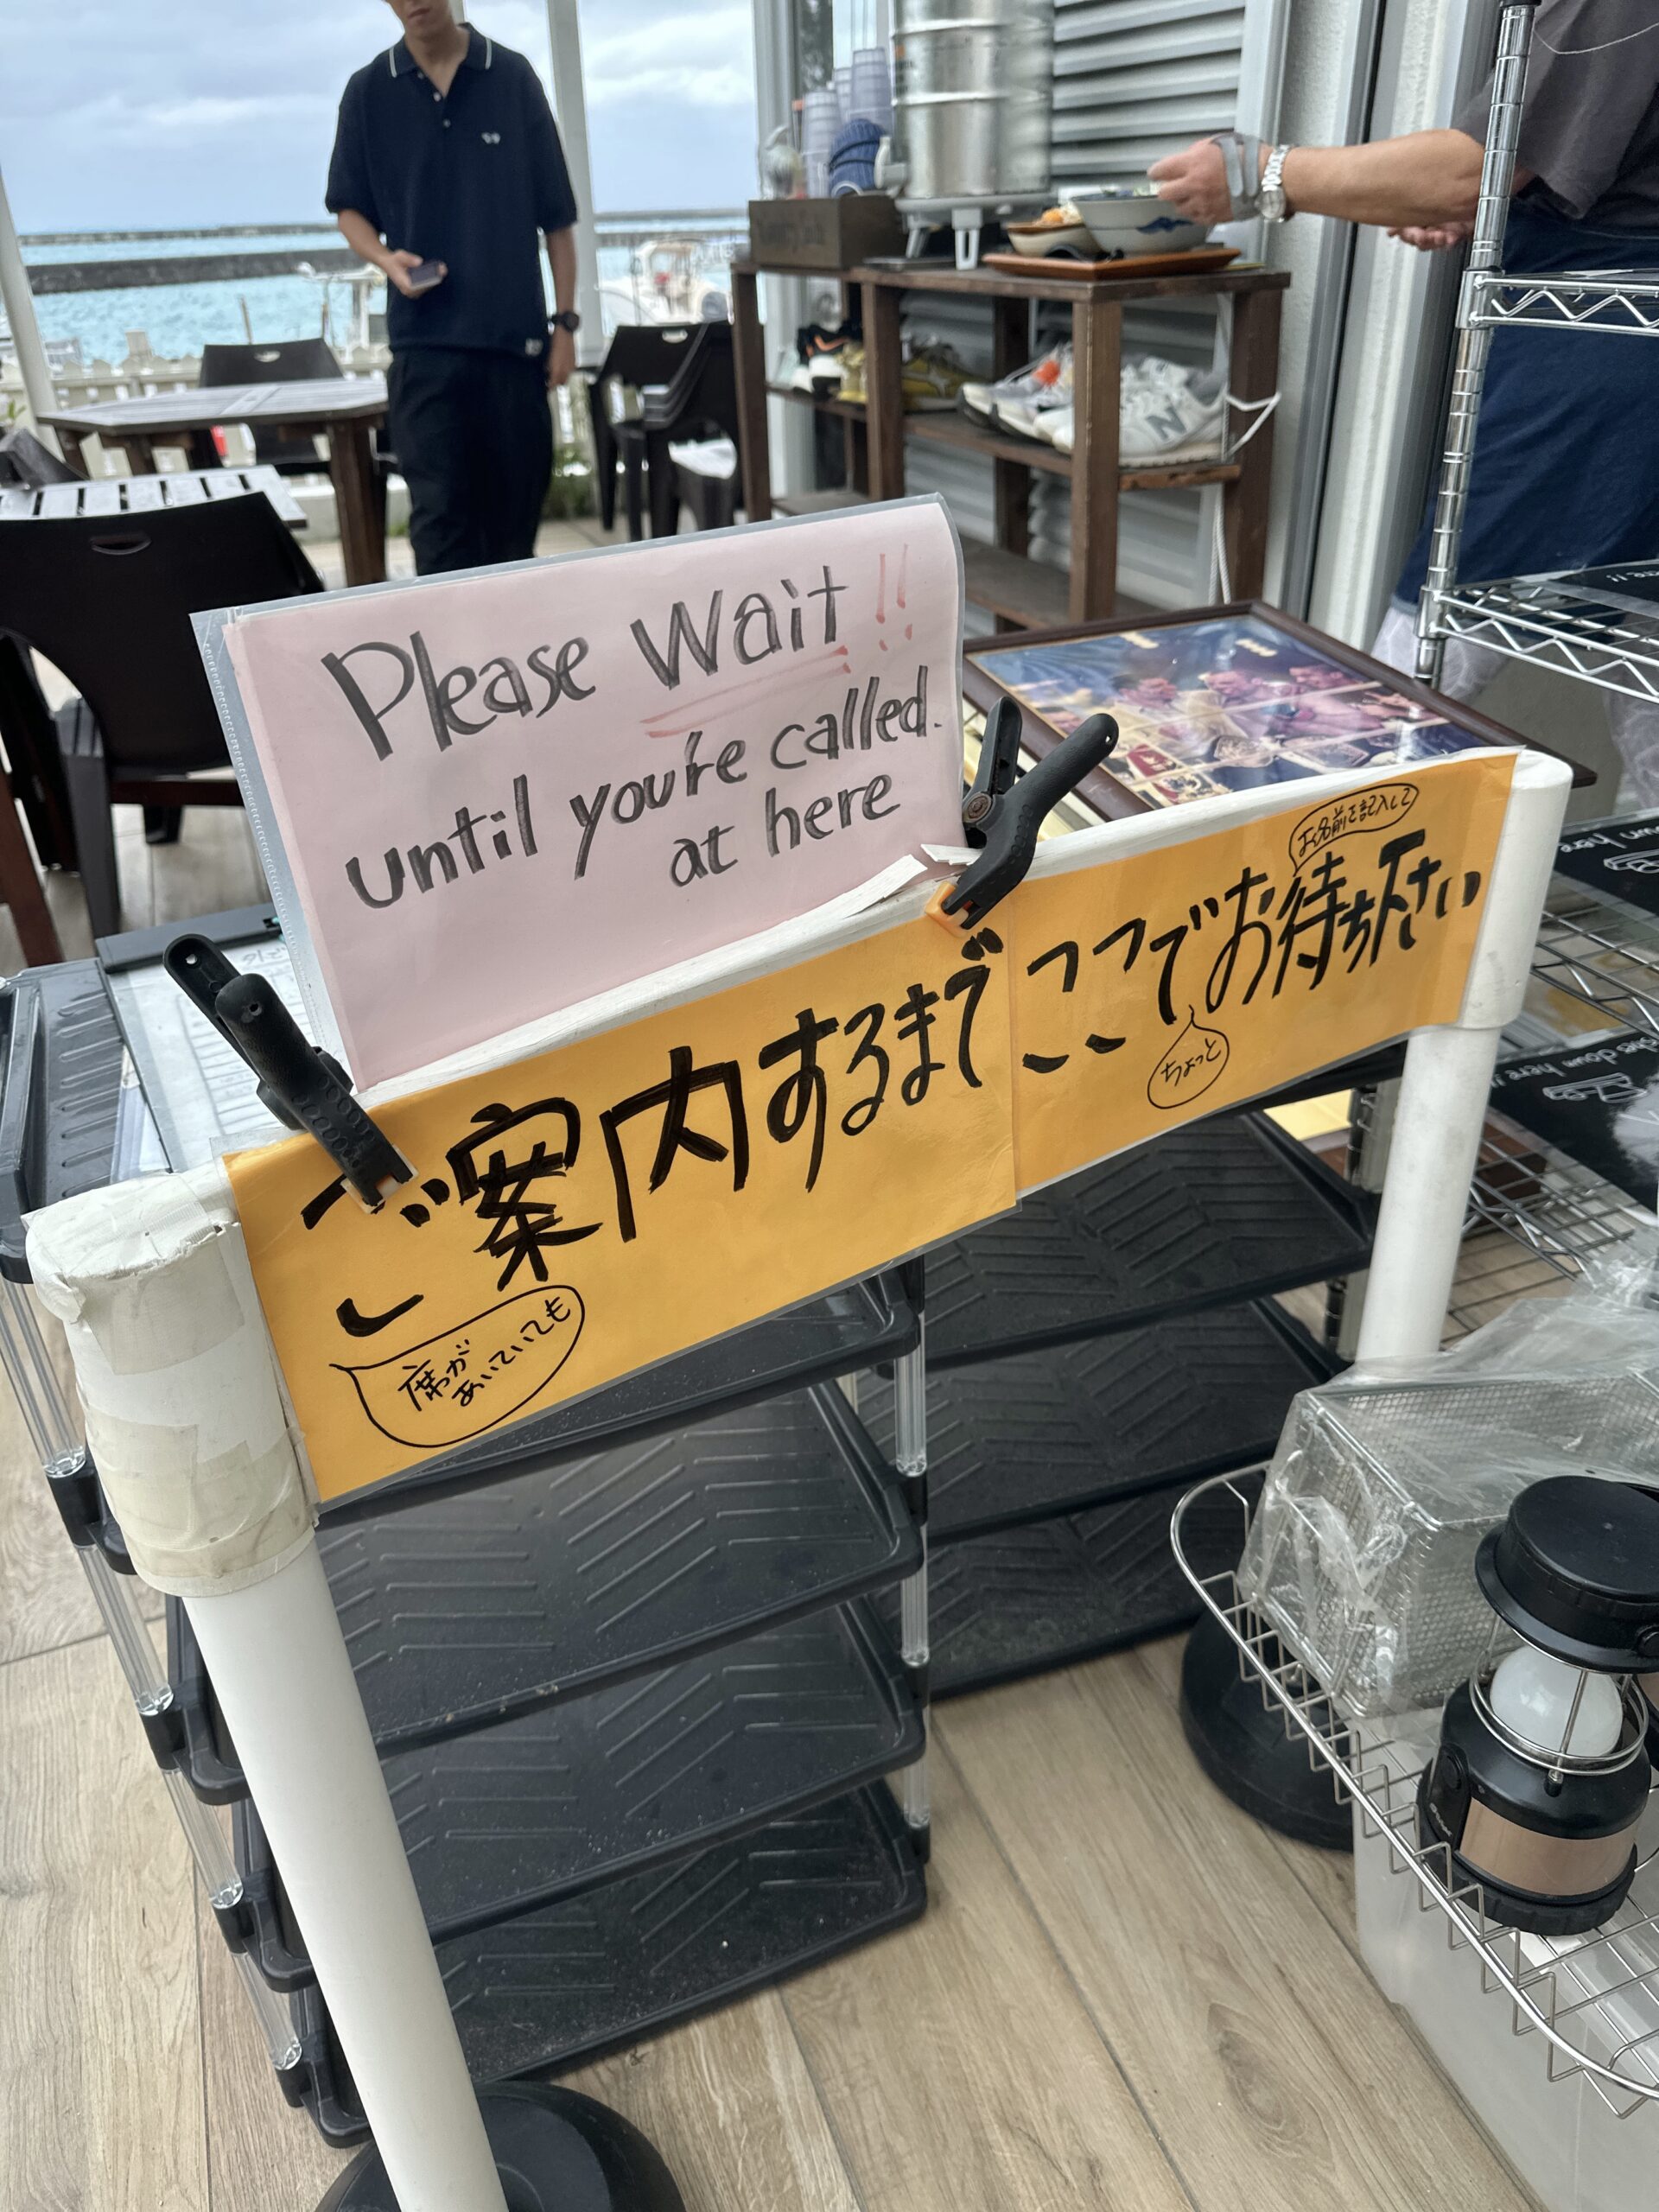 Please Wait!!
until you're called.
at here
ご案内するまで ここでお待ち下さい
お名前を記入して
ちょっと
席が
あいていても
N